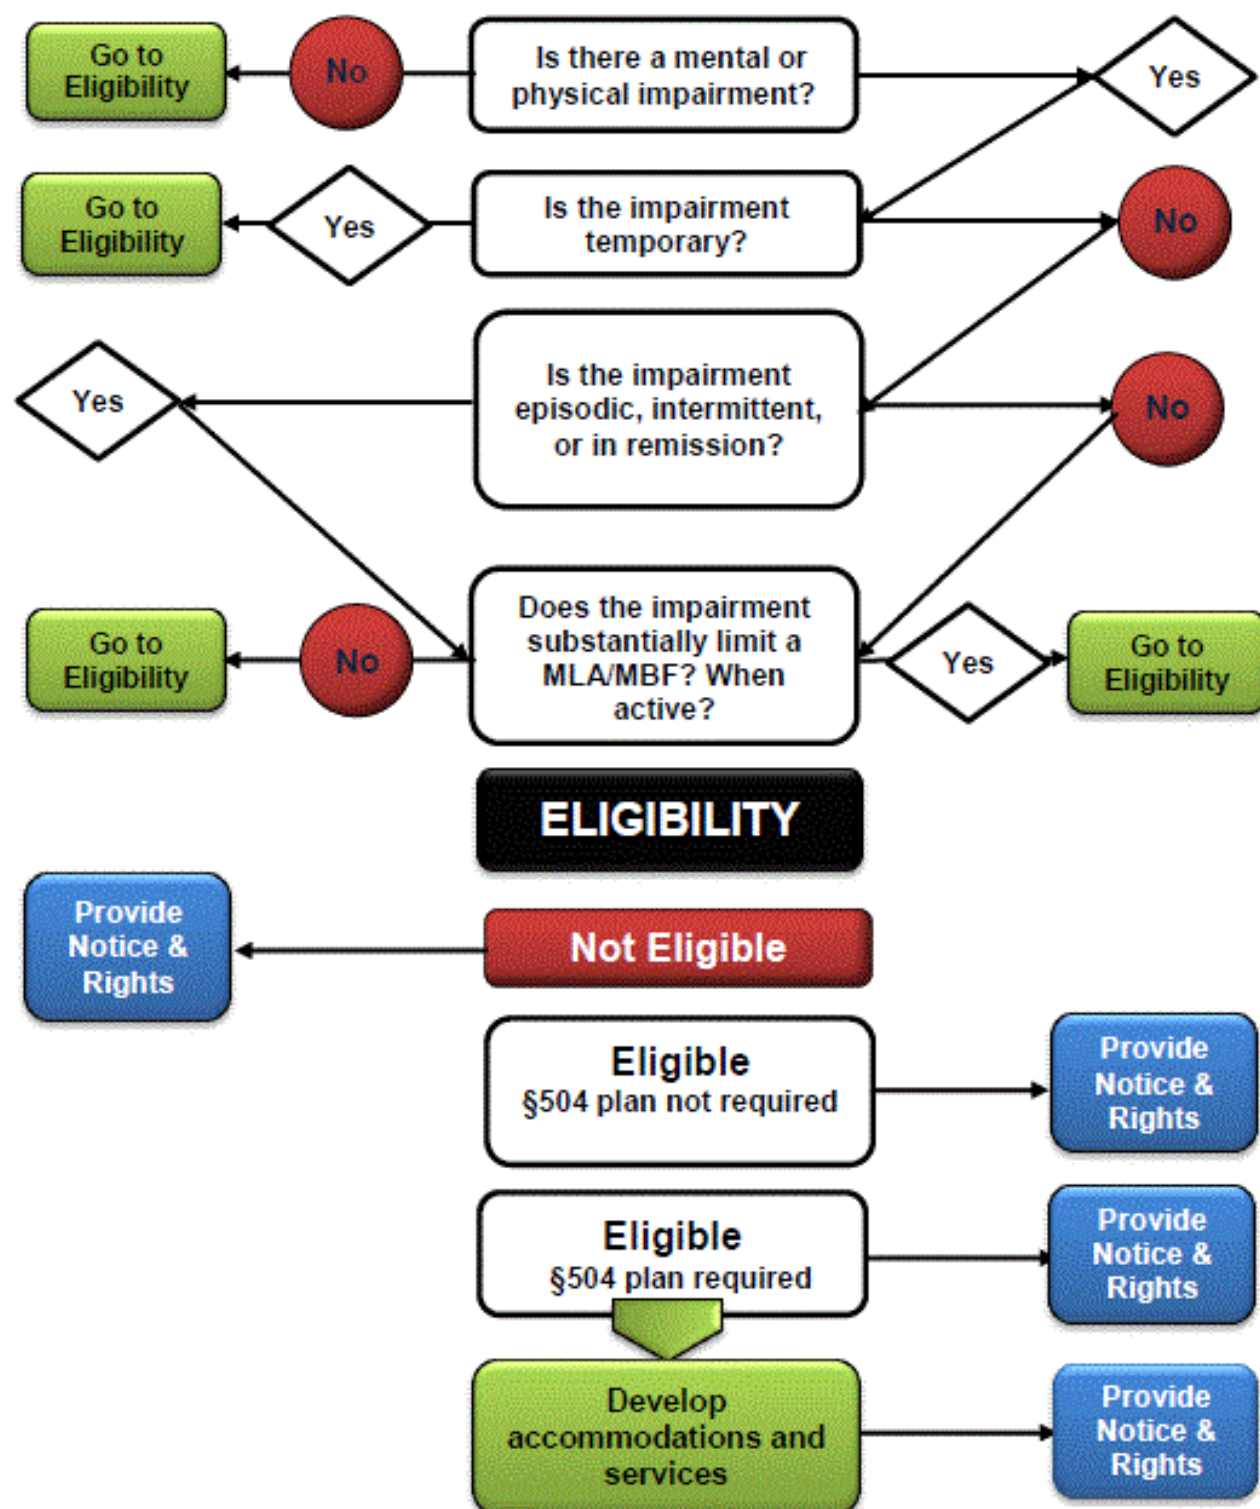 Go to
Eligibility
No
Is there a mental or
physical impairment?
Yes
Go to
Eligibility
Yes
Is the impairment
temporary?
No
Yes
Is the impairment
episodic, intermittent,
or in remission?
No
Go to
Eligibility
No
Does the impairment
substantially limit a
MLA/MBF? When
active?
Yes
Go to
Eligibility
ELIGIBILITY
Provide
Notice &
Rights
Not Eligible
Eligible
§504 plan not required
Provide
Notice &
Rights
Eligible
§504 plan required
Provide
Notice &
Rights
Develop
accommodations and
services
Provide
Notice &
Rights